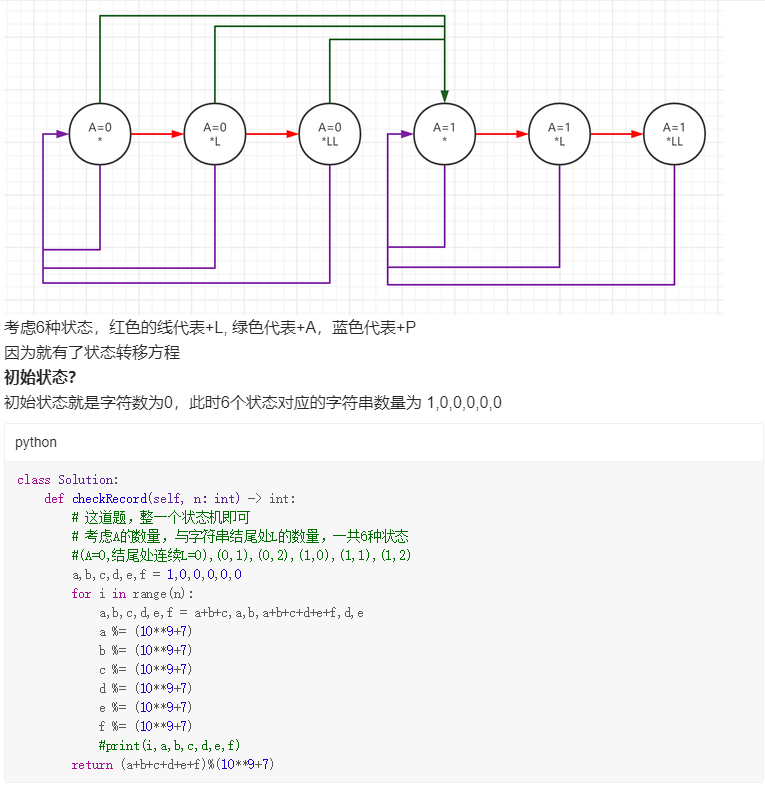 A=0 A=0 A=0 A=1 A=1 A=1
* *L *LL * *L *LL
考虑6种状态，红色的线代表+L, 绿色代表+A，蓝色代表+P
因为就有了状态转移方程
初始状态？
初始状态就是字符数为0，此时6个状态对应的字符串数量为 1,0,0,0,0,0
python
class Solution:
    def checkRecord(self, n: int) -> int:
        # 这道题，整一个状态机即可
        # 考虑A的数量，与字符串结尾处L的数量，一共6种状态
        #(A=0,结尾处连续L=0),(0,1),(0,2),(1,0),(1,1),(1,2)
        a,b,c,d,e,f = 1,0,0,0,0,0
        for i in range(n):
            a,b,c,d,e,f = a+b+c,a,b,a+b+c+d+e+f,d,e
            a %= (10**9+7)
            b %= (10**9+7)
            c %= (10**9+7)
            d %= (10**9+7)
            e %= (10**9+7)
            f %= (10**9+7)
            #print(i,a,b,c,d,e,f)
        return (a+b+c+d+e+f)%(10**9+7)